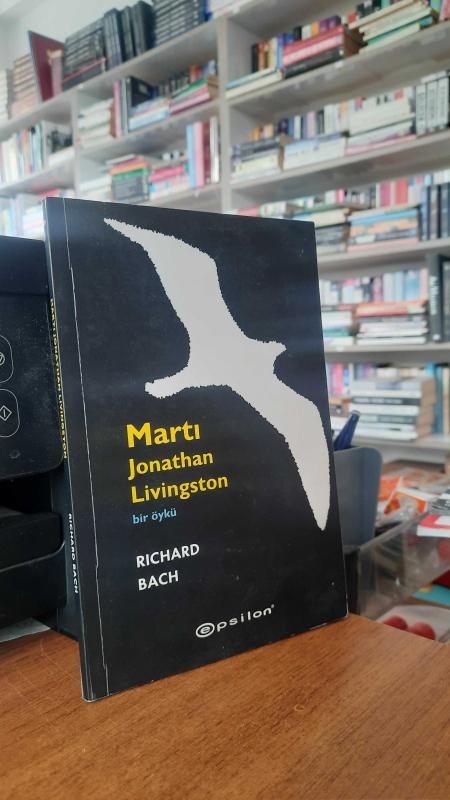 Martı
Jonathan
Livingston
bir öykü
RICHARD
BACH
epsilon®
MARTI JONATHAN LIVINGSTON
RICHARD BACH